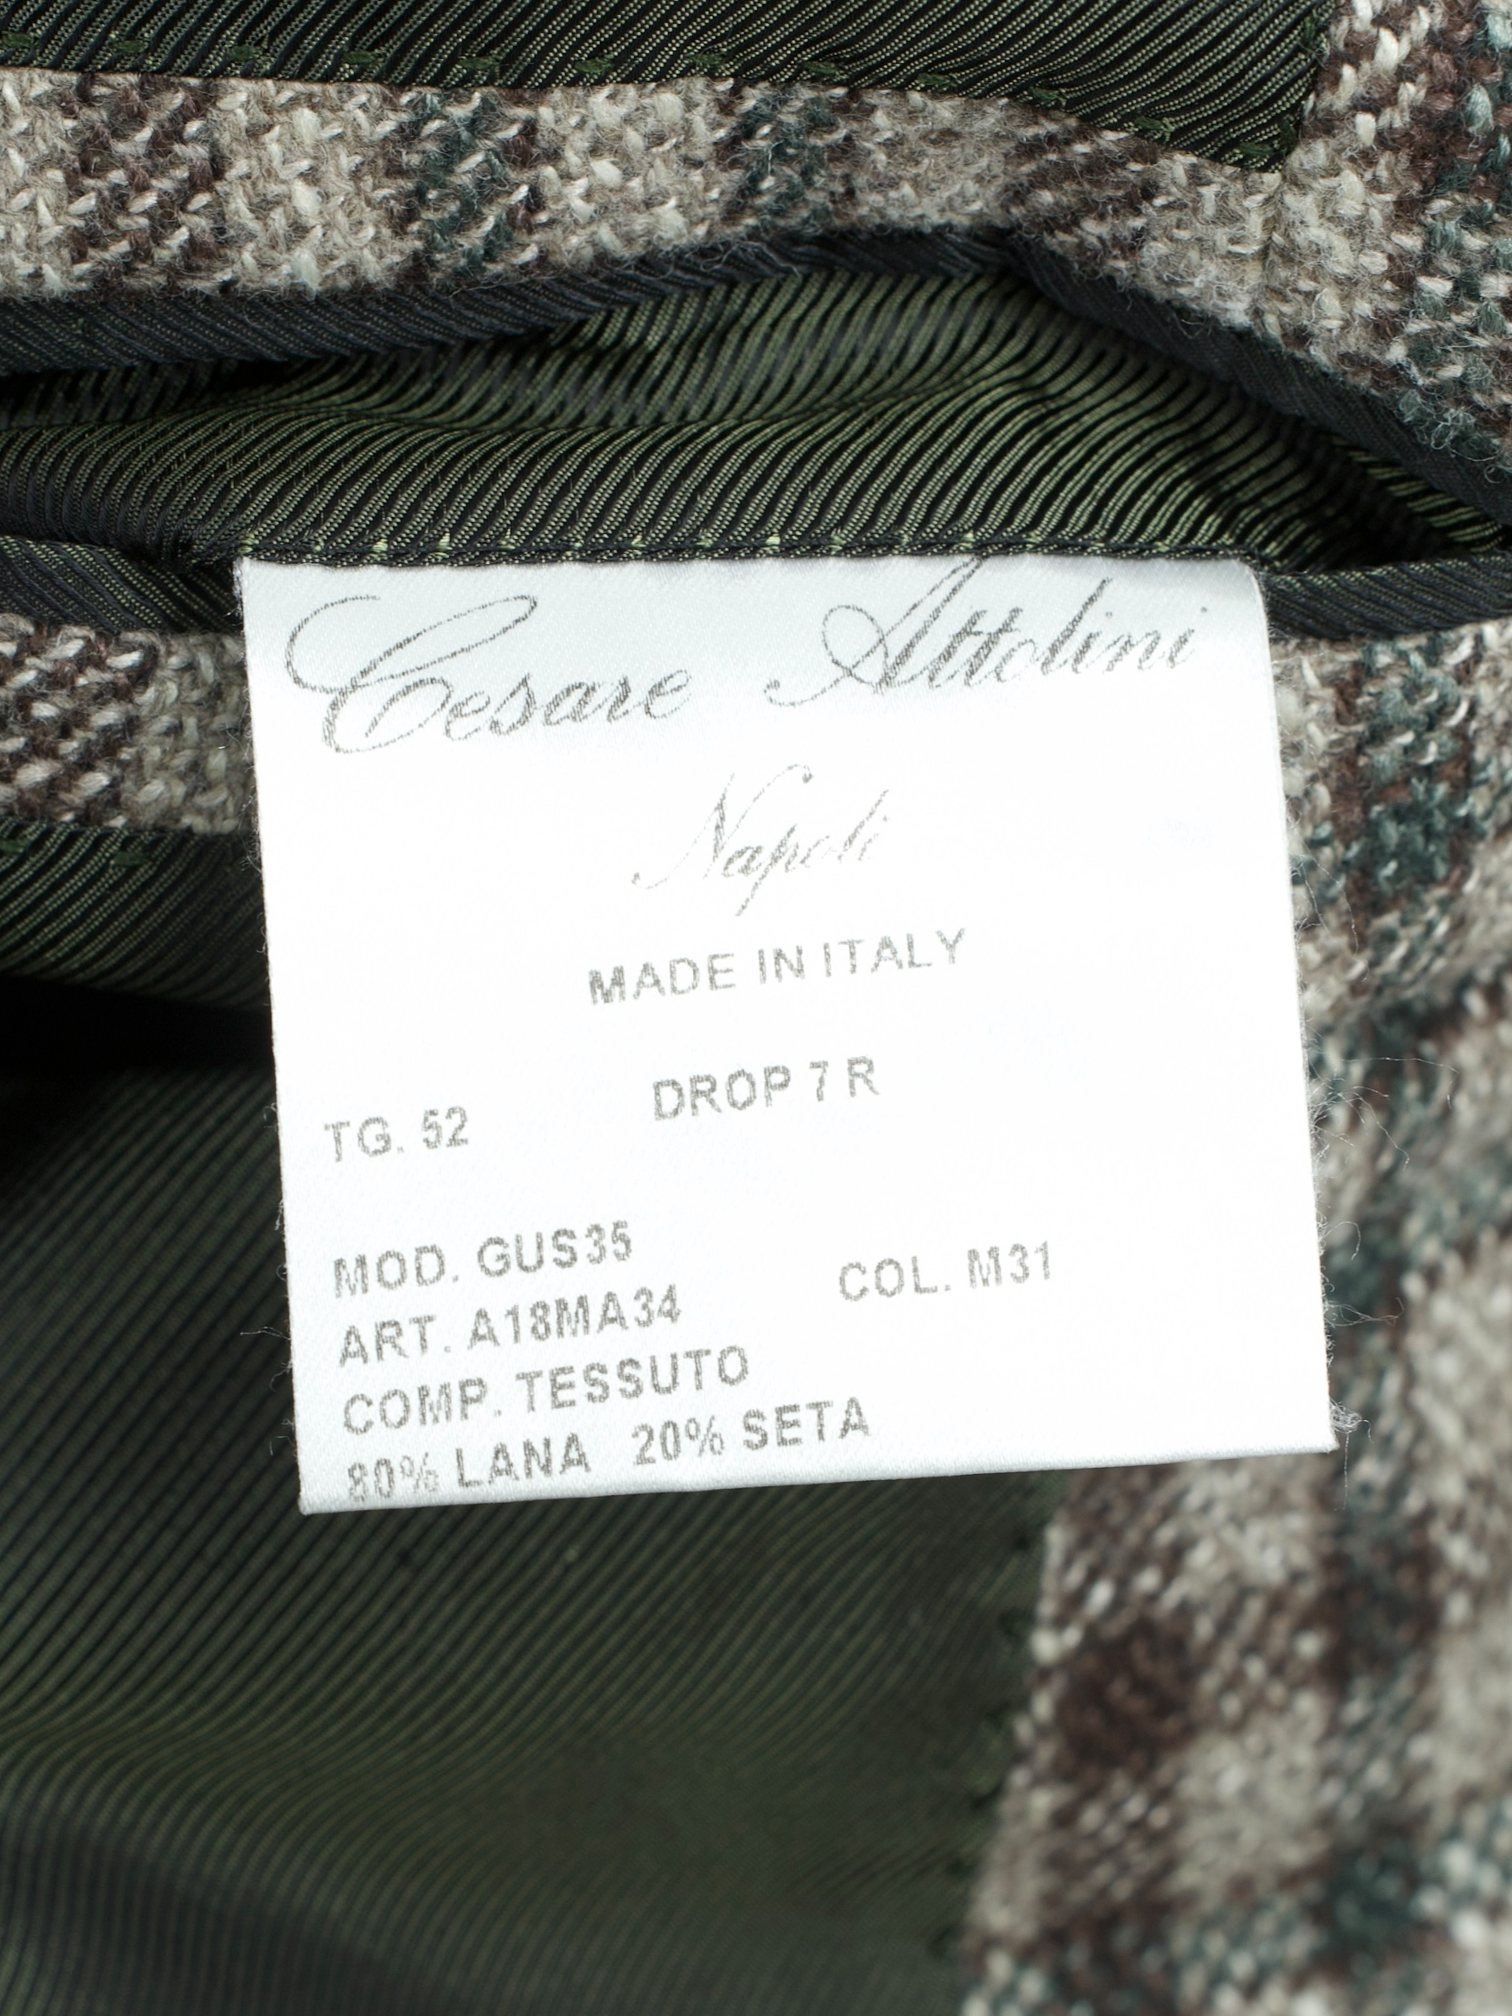 Cesare Attolini
Napoli
MADE IN ITALY
TG. 52 DROP 7 R
MOD. GUS35
ART. A18MA34 COL. M31
COMP. TESSUTO
80% LANA 20% SETA